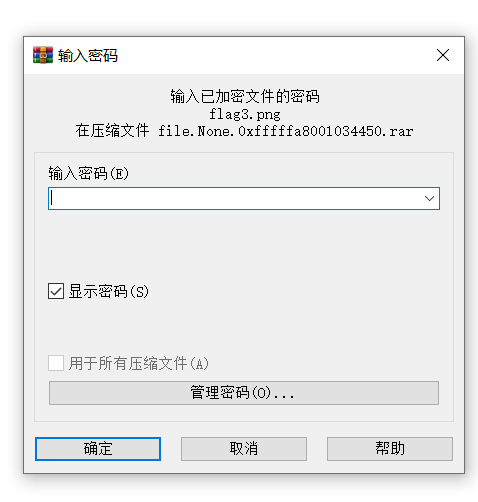 输入密码
输入已加密文件的密码
flag3.png
在压缩文件 file.None.0xfffffa8001034450.rar
输入密码(E)
显示密码(S)
用于所有压缩文件(A)
管理密码(O)...
确定
取消
帮助